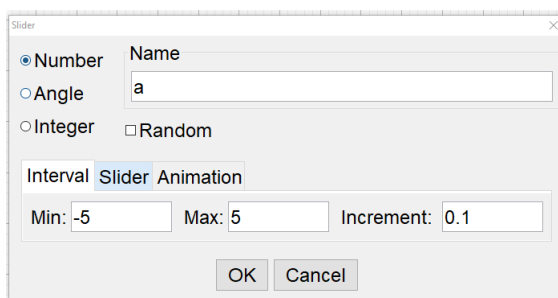 Slider
Number
Name
a
Angle
Integer
Random
Interval Slider Animation
Min: -5 Max: 5 Increment: 0.1
OK Cancel